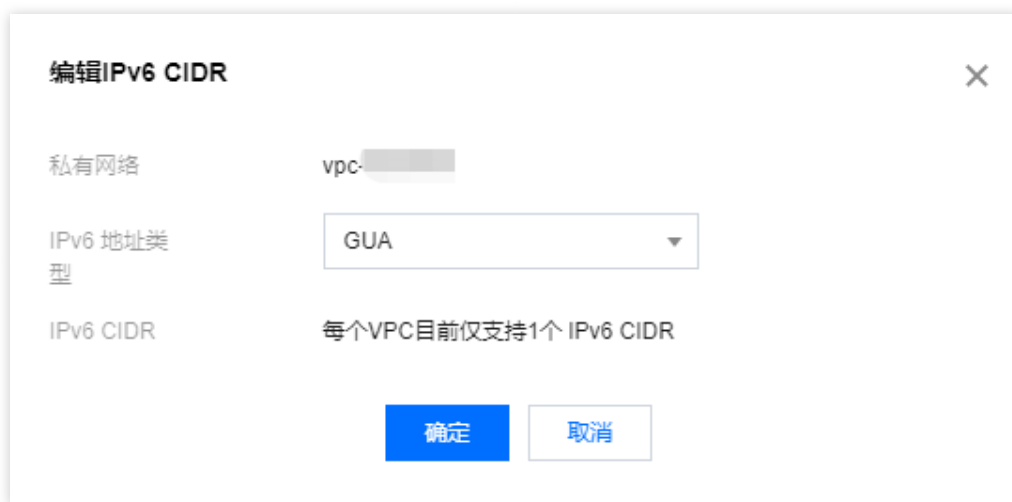 编辑IPv6 CIDR
私有网络
vpc-
IPv6 地址类
型
GUA
IPv6 CIDR
每个VPC目前仅支持1个 IPv6 CIDR
确定
取消